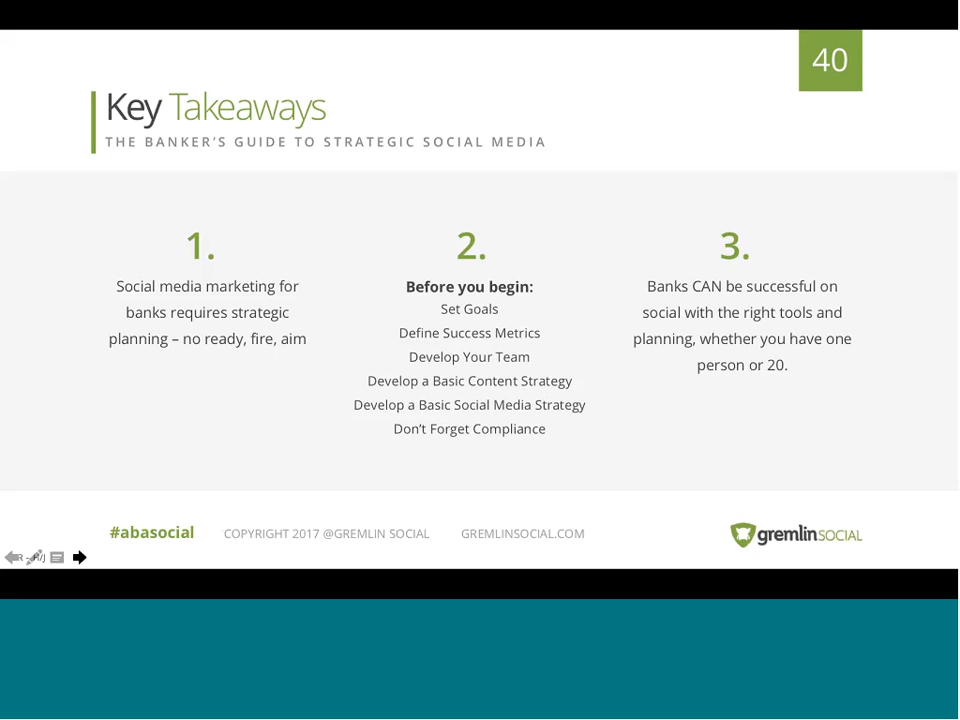 40
Key Takeaways
THE BANKER’S GUIDE TO STRATEGIC SOCIAL MEDIA
1.
Social media marketing for
banks requires strategic
planning – no ready, fire, aim
2.
Before you begin:
Set Goals
Define Success Metrics
Develop Your Team
Develop a Basic Content Strategy
Develop a Basic Social Media Strategy
Don’t Forget Compliance
3.
Banks CAN be successful on
social with the right tools and
planning, whether you have one
person or 20.
#abasocial COPYRIGHT 2017 @GREMLIN SOCIAL GREMLINSOCIAL.COM
gremlinSOCIAL